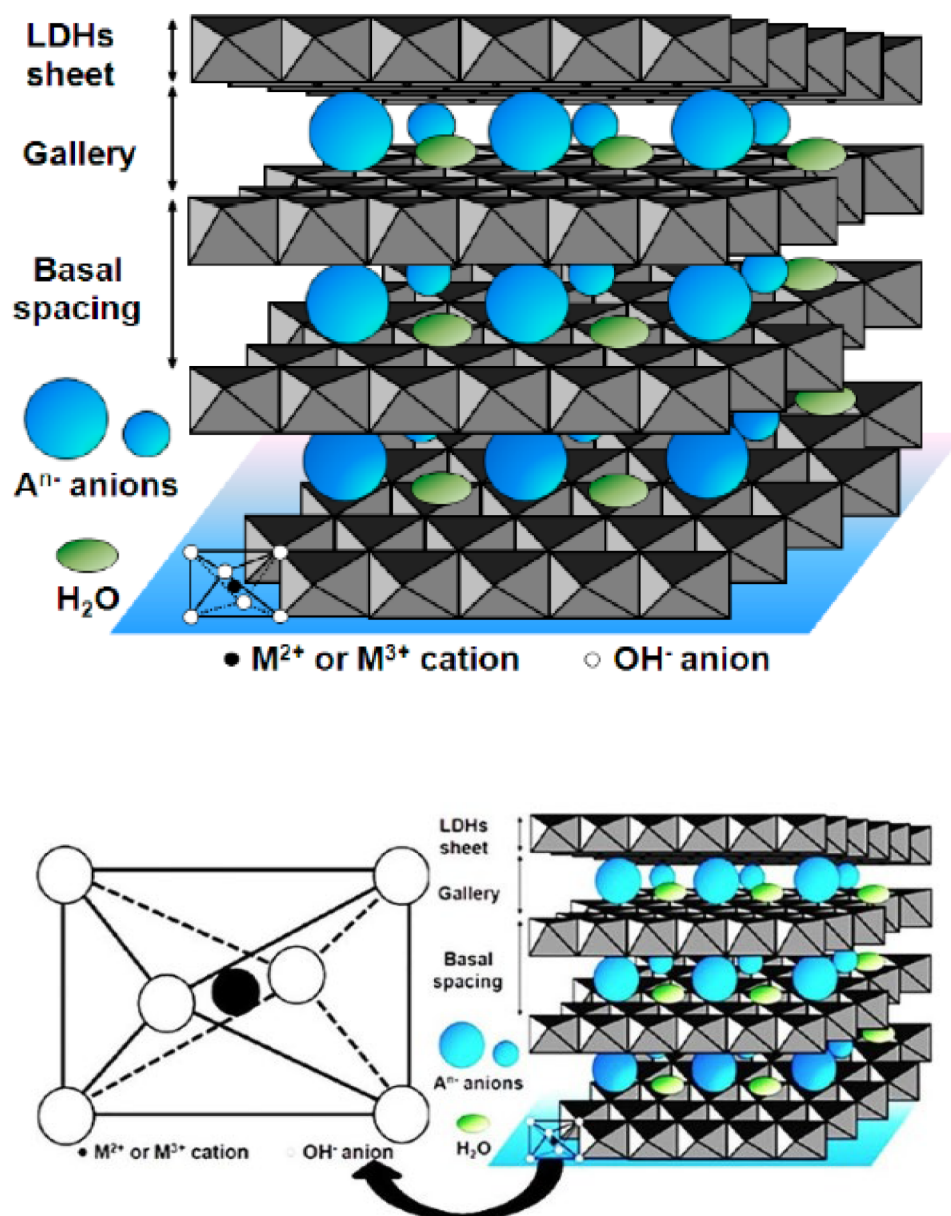 LDHs
sheet
Gallery
Basal
spacing
Aⁿ⁻ anions
H₂O
M²⁺ or M³⁺ cation
OH⁻ anion
LDHs
sheet
Gallery
Basal
spacing
Aⁿ⁻ anions
H₂O
M²⁺ or M³⁺ cation
OH⁻ anion